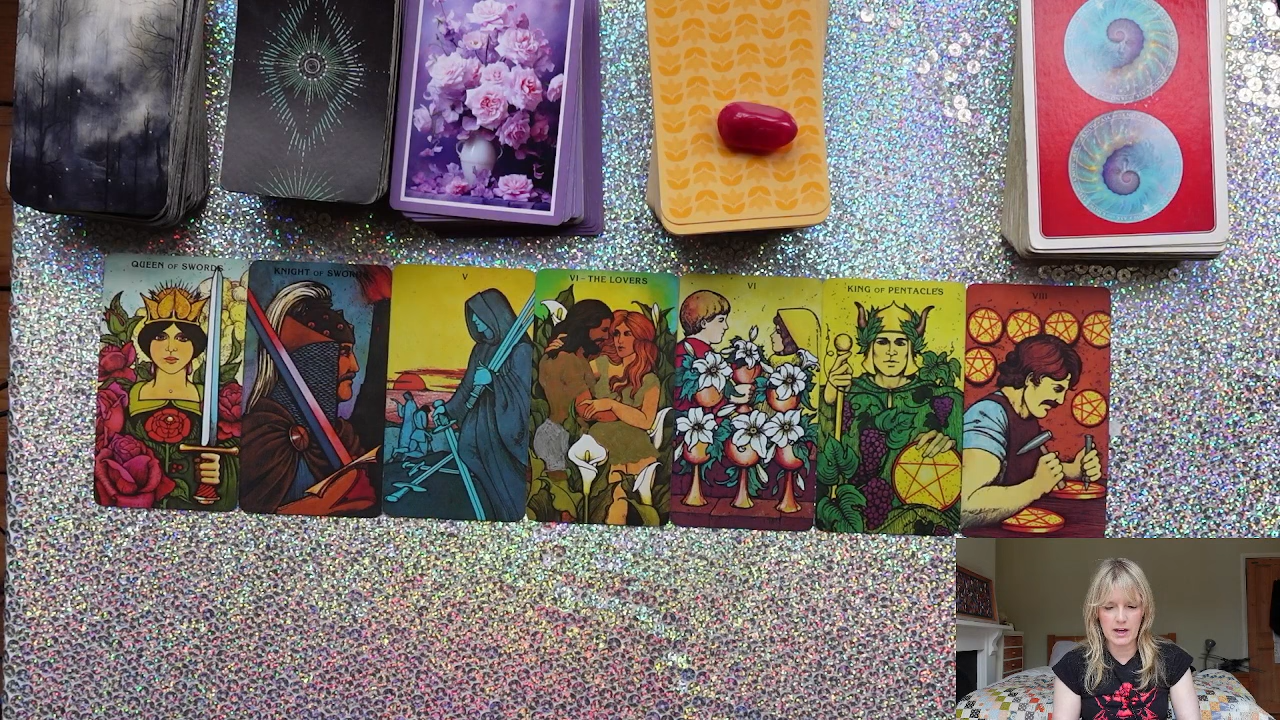 QUEEN OF SWORDS
KNIGHT OF SWORDS
V
VI - THE LOVERS
VI
KING OF PENTACLES
VIII